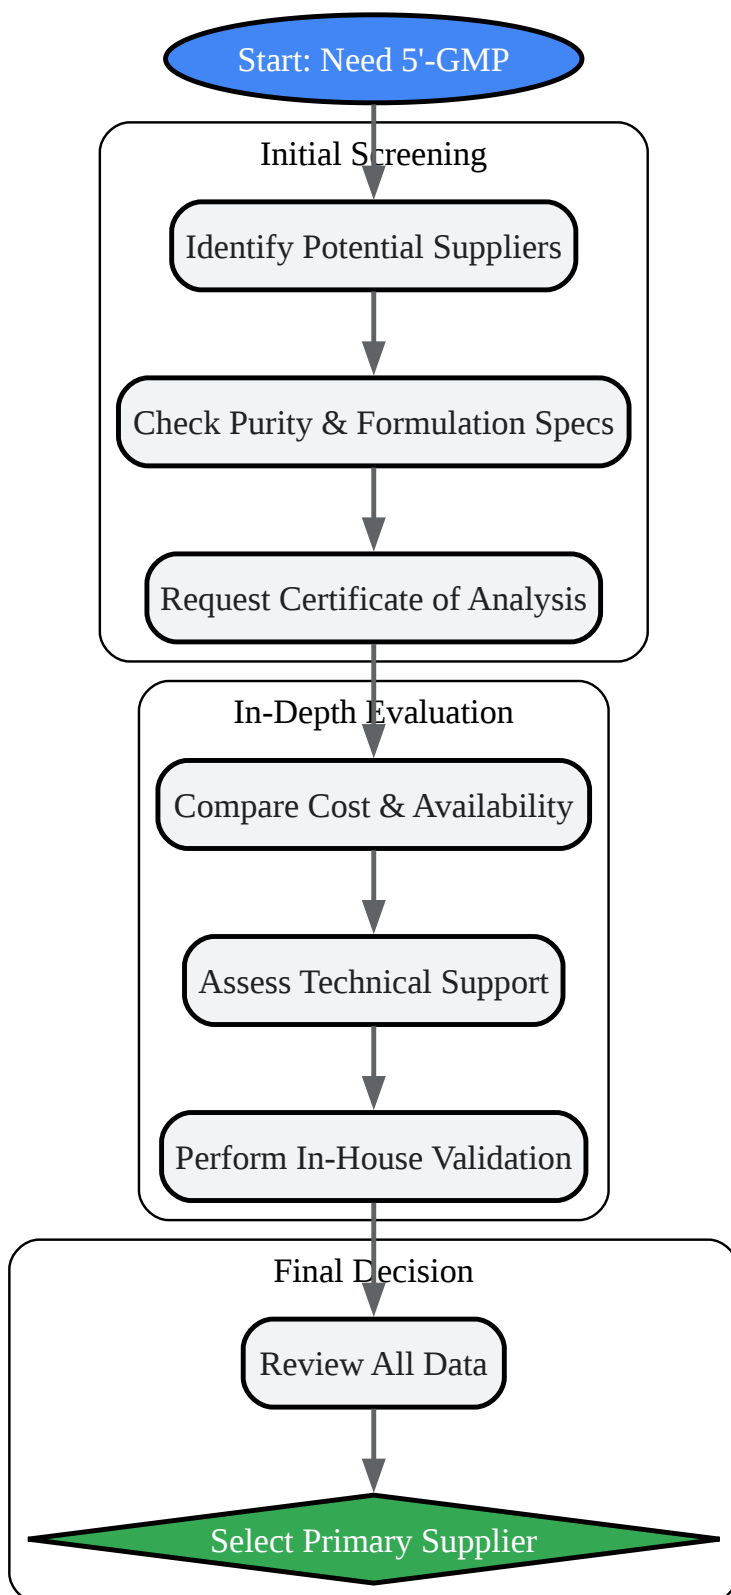 Start: Need 5'-GMP
Initial Screening
Identify Potential Suppliers
Check Purity & Formulation Specs
Request Certificate of Analysis
In-Depth Evaluation
Compare Cost & Availability
Assess Technical Support
Perform In-House Validation
Final Decision
Review All Data
Select Primary Supplier